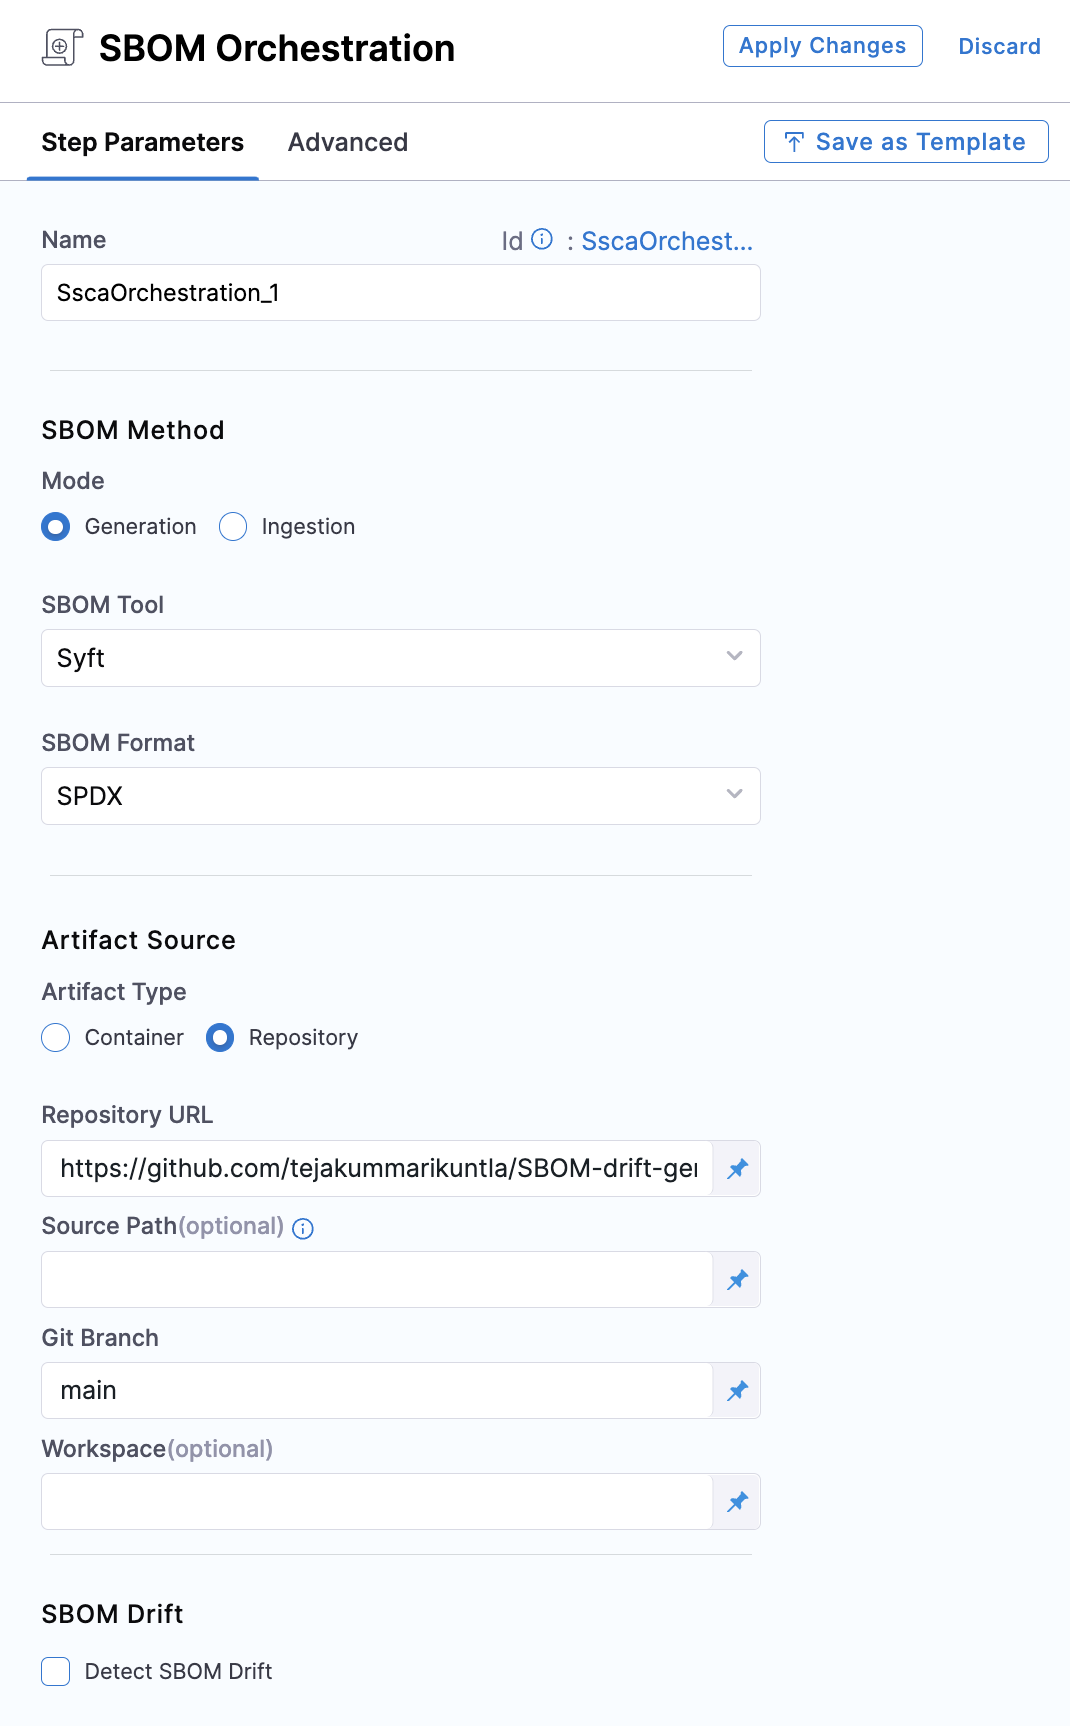 SBOM Orchestration
Apply Changes
Discard
Step Parameters
Advanced
Save as Template
Name
Id : SscaOrchest...
SscaOrchestration_1
SBOM Method
Mode
Generation
Ingestion
SBOM Tool
Syft
SBOM Format
SPDX
Artifact Source
Artifact Type
Container
Repository
Repository URL
https://github.com/tejakummarikuntla/SBOM-drift-ger
Source Path(optional)
Git Branch
main
Workspace(optional)
SBOM Drift
Detect SBOM Drift